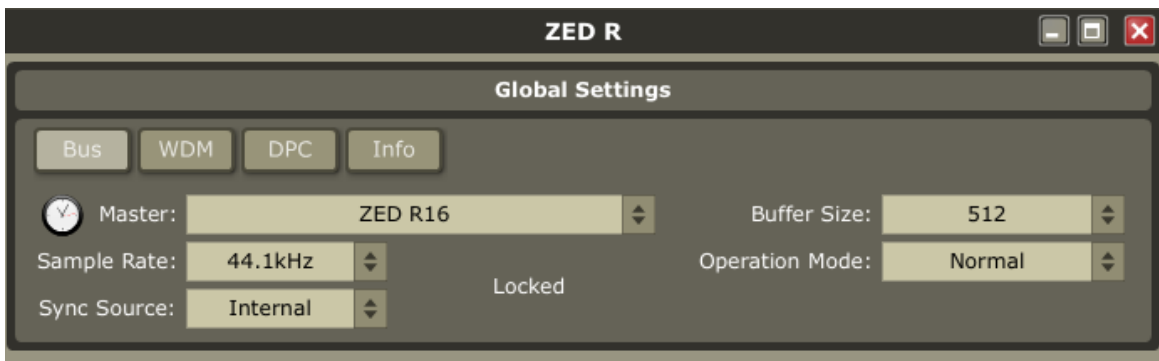 ZED R
Global Settings
Bus WDM DPC Info
Master: ZED R16 Buffer Size: 512
Sample Rate: 44.1kHz Operation Mode: Normal
Locked
Sync Source: Internal